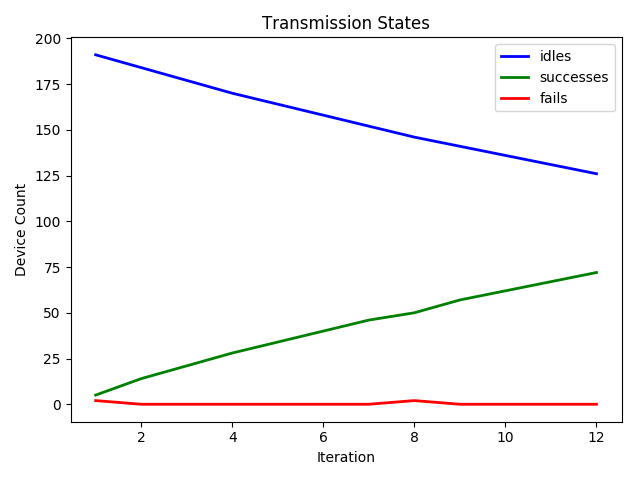 Transmission States
200
175
150
125
100
75
50
25
0
Device Count
idles
successes
fails
2
4
6
8
10
12
Iteration